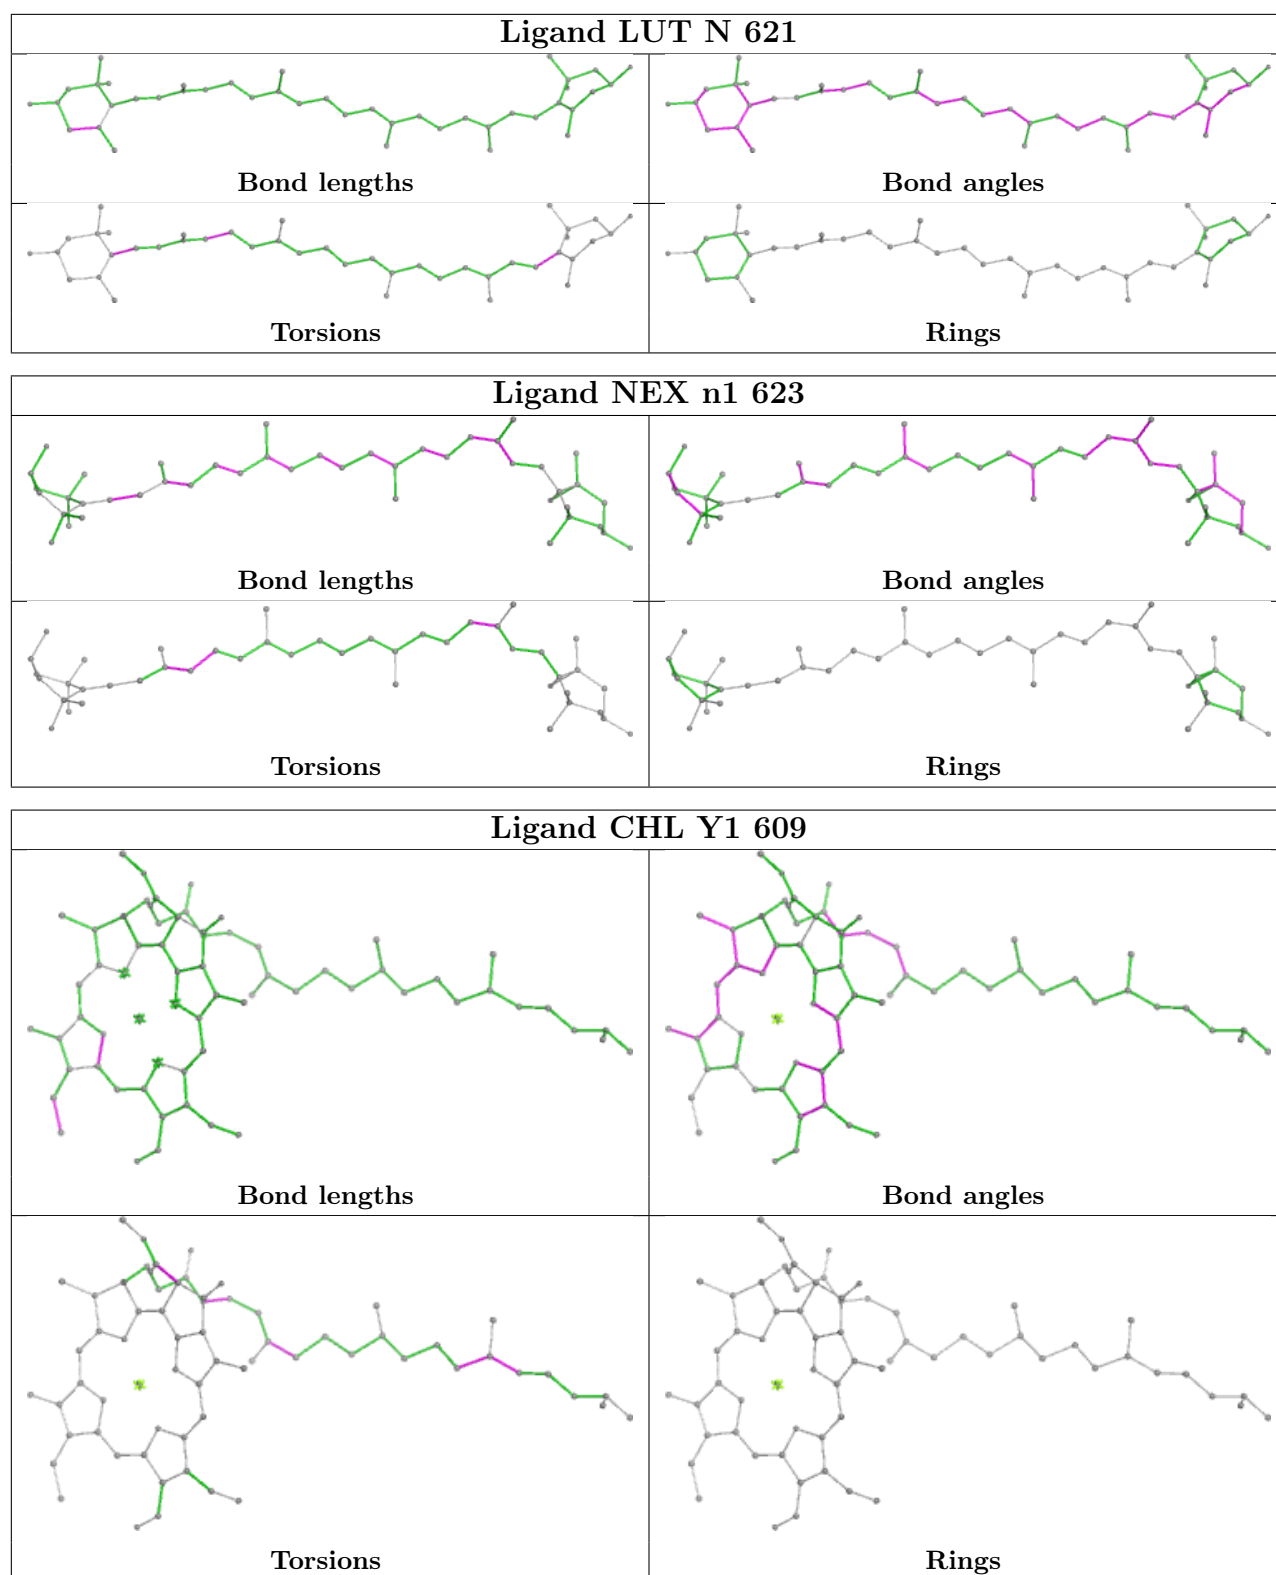 Ligand LUT N 621
Bond lengths
Bond angles
Torsions
Rings
Ligand NEX n1 623
Bond lengths
Bond angles
Torsions
Rings
Ligand CHL Y1 609
Bond lengths
Bond angles
Torsions
Rings